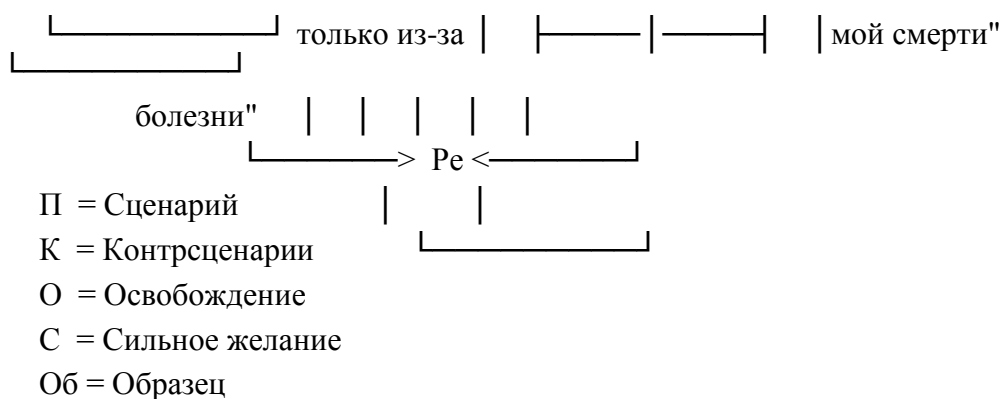 только из-за мой смерти"
болезни"
> Ре <
П = Сценарий
К = Контрсценарии
О = Освобождение
С = Сильное желание
Об = Образец